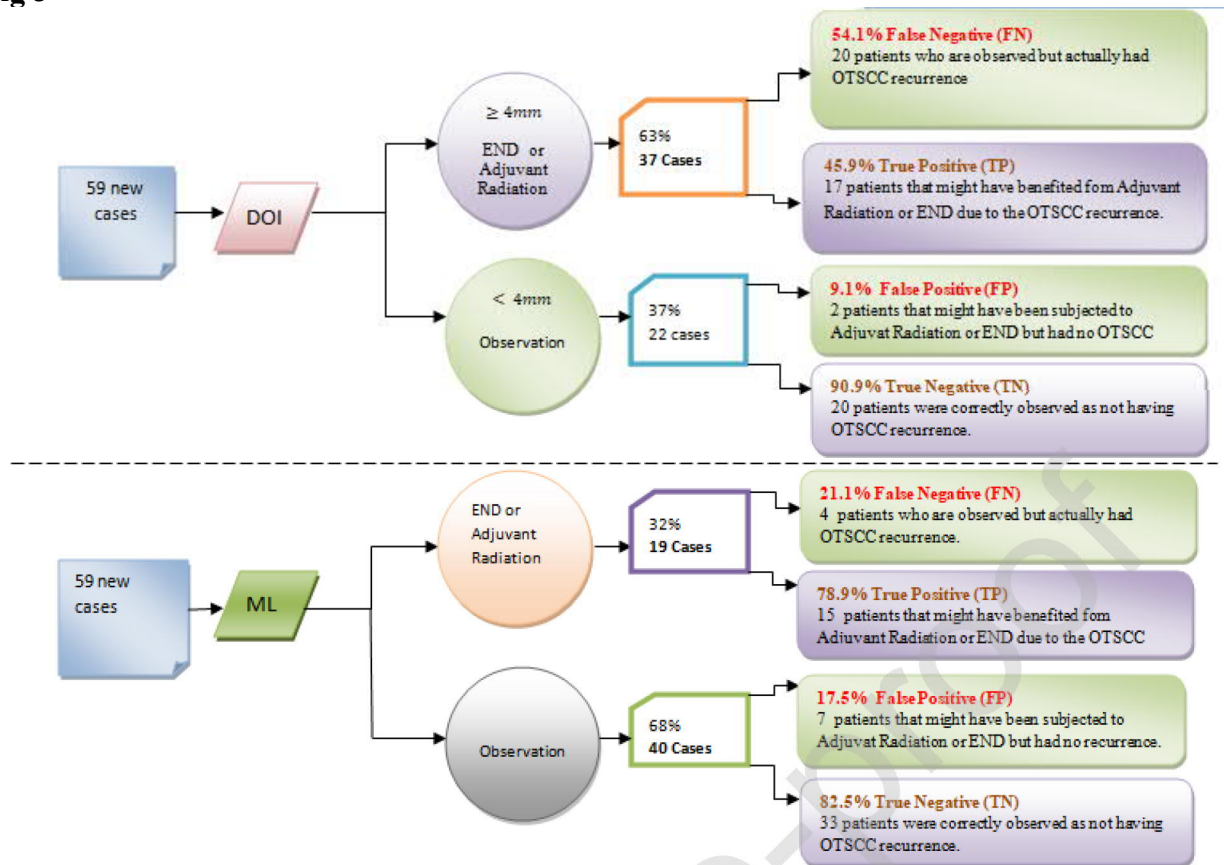 59 new
cases
DOI
≥ 4mm
END or
Adjuvant
Radiation
63%
37 Cases
54.1% False Negative (FN)
20 patients who are observed but actually had
OTSCC recurrence
45.9% True Positive (TP)
17 patients that might have benefited fom Adjuvant
Radiation or END due to the OTSCC recurrence.
< 4mm
Observation
37%
22 cases
9.1% False Positive (FP)
2 patients that might have been subjected to
Adjuvat Radiation or END but had no OTSCC
90.9% True Negative (TN)
20 patients were correctly observed as not having
OTSCC recurrence.
59 new
cases
ML
END or
Adjuvant
Radiation
32%
19 Cases
21.1% False Negative (FN)
4 patients who are observed but actually had
OTSCC recurrence.
78.9% True Positive (TP)
15 patients that might have benefited fom
Adjuvant Radiation or END due to the OTSCC
Observation
68%
40 Cases
17.5% False Positive (FP)
7 patients that might have been subjected to
Adjuvat Radiation or END but had no recurrence.
82.5% True Negative (TN)
33 patients were correctly observed as not having
OTSCC recurrence.